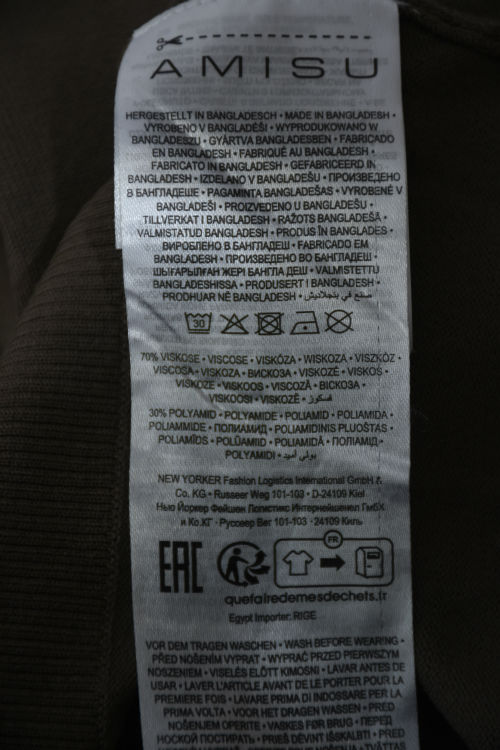 AMISU
HERGESTELLT IN BANGLADESCH • MADE IN BANGLADESH •
VYROBENO V BANGLADÉŠI • WYPRODUKOWANO W
BANGLADESZU • GYÁRTVA BANGLADESBEN • FABRICADO
EN BANGLADESH • FABRIQUÉ AU BANGLADESH •
FABRICATO IN BANGLADESH • GEFABRICEERD IN
BANGLADESH • IZDELANO V BANGLADEŠU • ПРОИЗВЕДЕНО
В БАНГЛАДЕШЕ • PAGAMINTA BANGLADEŠAS • VYROBENÉ V
BANGLADÉŠI • PROIZVEDENO U BANGLADEŠU •
TILLVERKAT I BANGLADESH • RAŽOTS BANGLADEŠĀ •
VALMISTATUD BANGLADESH • PRODUS ÎN BANGLADES •
ВИРОБЛЕНО В БАНГЛАДЕШ • FABRICADO EM
BANGLADESH • ПРОИЗВЕДЕНО ВО БАНГЛАДЕШ •
ШЫҒАРЫЛҒАН ЖЕРІ БАНГЛА ДЕШ • VALMISTETTU
BANGLADESHISSA • PRODUSERT I BANGLADESH •
PRODHUAR NË BANGLADESH • صنع في بنجلاديش
30
70% VISKOSE • VISCOSE • VISKÓZA • WISKOZA • VISZKÓZ •
VISCOSA • VISKOZA • ВИСКОЗА • VISKOZĖ • VISKOS •
VISKOZE • VISKOOS • VISCOZĂ • ВІСКОЗА •
VISKOOSI • VISKOZË • فسكوز
30% POLYAMID • POLYAMIDE • POLIAMID • POLIAMIDA •
POLIAMMIDE • ПОЛИАМИД • POLIAMIDINIS PLUOŠTAS •
POLIAMĪDS • POLÜAMIID • POLIAMIDĂ • ПОЛІАМІД •
POLYAMIDI • بولي أميد
NEW YORKER Fashion Logistics International GmbH &
Co. KG • Russeer Weg 101-103 • D-24109 Kiel
Нью Йоркер Фейшен Логистикс Интернейшенел ГмбХ
и Ко.КГ • Руссеер Вег 101-103 • 24109 Киль
EAC
FR
quefairedemesdechets.fr
Egypt Importer: RIGE
VOR DEM TRAGEN WASCHEN • WASH BEFORE WEARING •
PŘED NOŠENÍM VYPRAT • WYPRAĆ PRZED PIERWSZYM
NOSZENIEM • VISELÉS ELŐTT KIMOSNI • LAVAR ANTES DE
USAR • LAVER L'ARTICLE AVANT DE LE PORTER POUR LA
PREMIERE FOIS • LAVARE PRIMA DI INDOSSARE PER LA
PRIMA VOLTA • VOOR HET DRAGEN WASSEN • PRED
NOŠENJEM OPERITE • VASKES FØR BRUG • ПЕРЕД
НОСКОЙ ПОСТИРАТЬ • PRIEŠ DĖVINT IŠSKALBTI • PRED